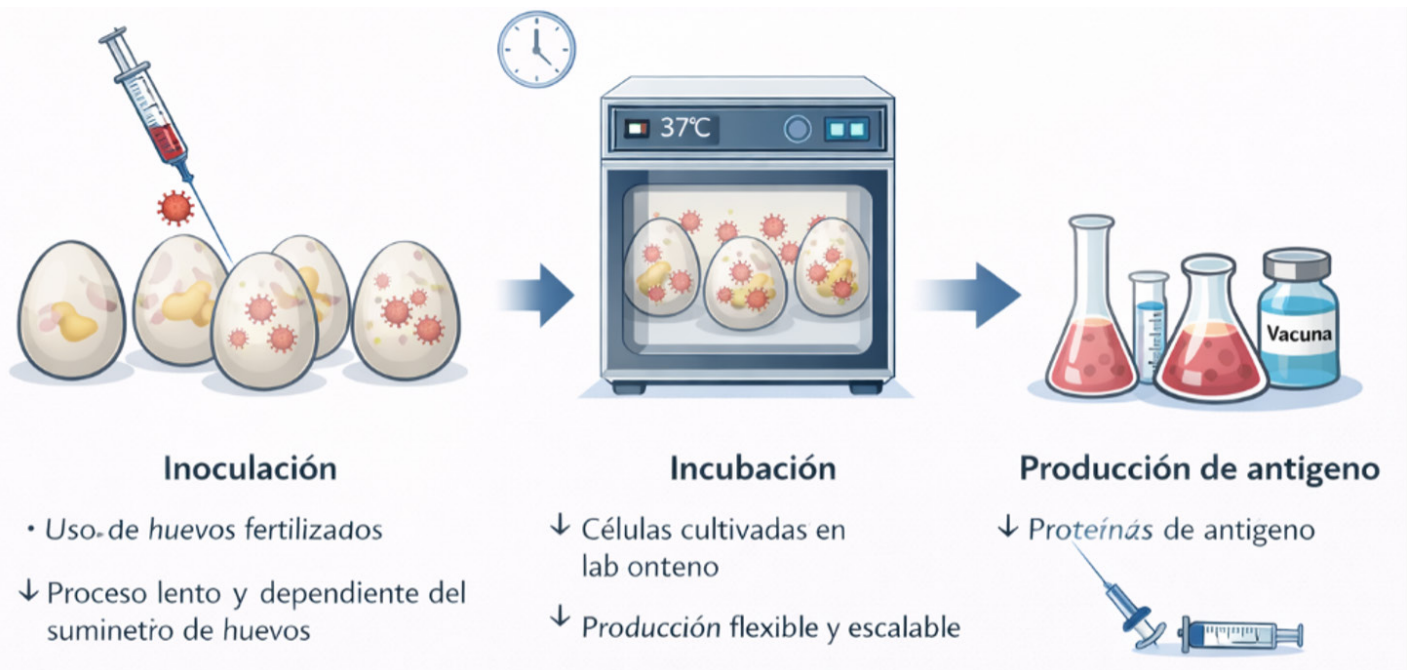 37°C
Vacuna
Inoculación
· Uso. de huevos fertilizados
↓ Proceso lento y dependiente del
suminetro de huevos
Incubación
↓ Células cultivadas en
lab onteno
↓ Producción flexible y escalable
Producción de antigeno
↓ Proteínás de antigeno